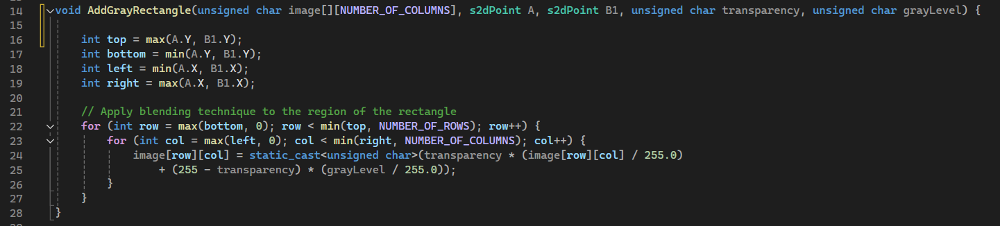 14 void AddGrayRectangle(unsigned char image[][NUMBER_OF_COLUMNS], s2dPoint A, s2dPoint B1, unsigned char transparency, unsigned char grayLevel) {
15
16 int top = max(A.Y, B1.Y);
17 int bottom = min(A.Y, B1.Y);
18 int left = min(A.X, B1.X);
19 int right = max(A.X, B1.X);
20
21 // Apply blending technique to the region of the rectangle
22 for (int row = max(bottom, 0); row < min(top, NUMBER_OF_ROWS); row++) {
23 for (int col = max(left, 0); col < min(right, NUMBER_OF_COLUMNS); col++) {
24 image[row][col] = static_cast<unsigned char>(transparency * (image[row][col] / 255.0)
25 + (255 - transparency) * (grayLevel / 255.0));
26 }
27 }
28 }